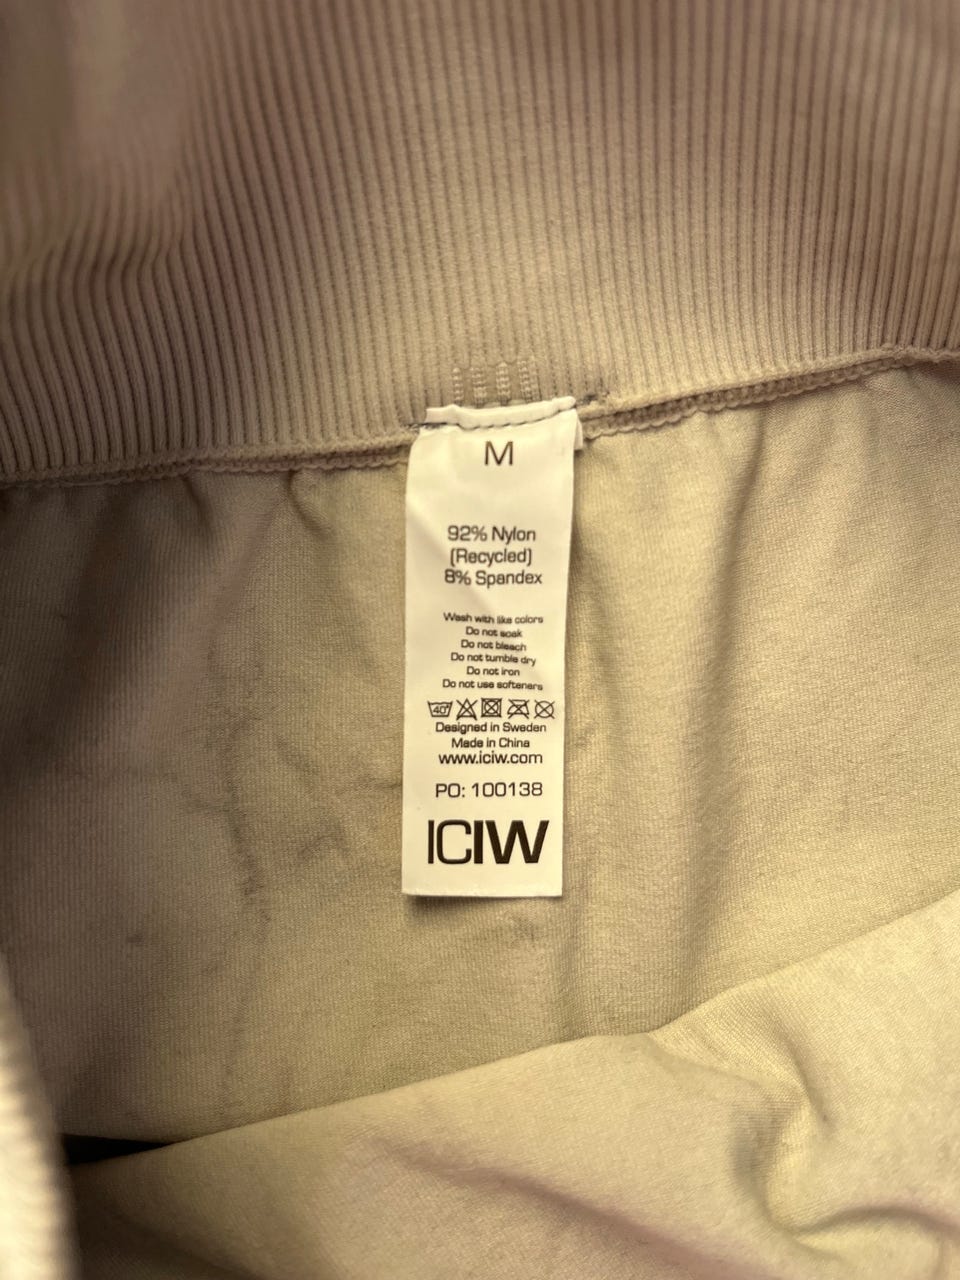 M
92% Nylon
(Recycled)
8% Spandex
Wash with like colors
Do not soak
Do not bleach
Do not tumble dry
Do not iron
Do not use softeners
40
Designed in Sweden
Made in China
www.iciw.com
PO: 100138
ICIW